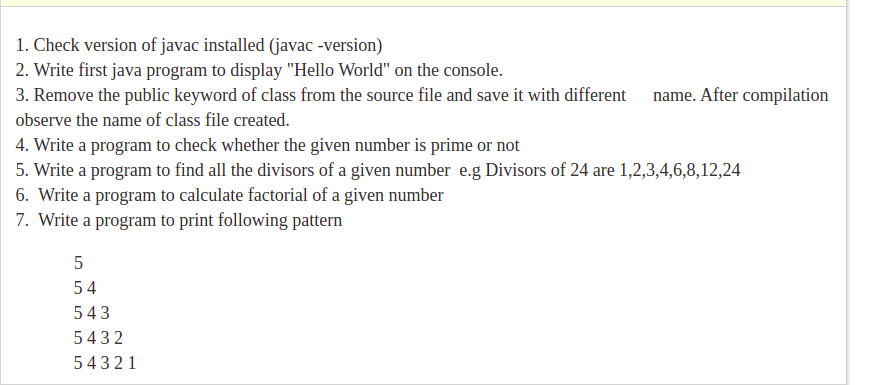 1. Check version of javac installed (javac -version)
2. Write first java program to display "Hello World" on the console.
3. Remove the public keyword of class from the source file and save it with different name. After compilation
observe the name of class file created.
4. Write a program to check whether the given number is prime or not
5. Write a program to find all the divisors of a given number e.g Divisors of 24 are 1,2,3,4,6,8,12,24
6. Write a program to calculate factorial of a given number
7. Write a program to print following pattern
5
5 4
5 4 3
5 4 3 2
5 4 3 2 1